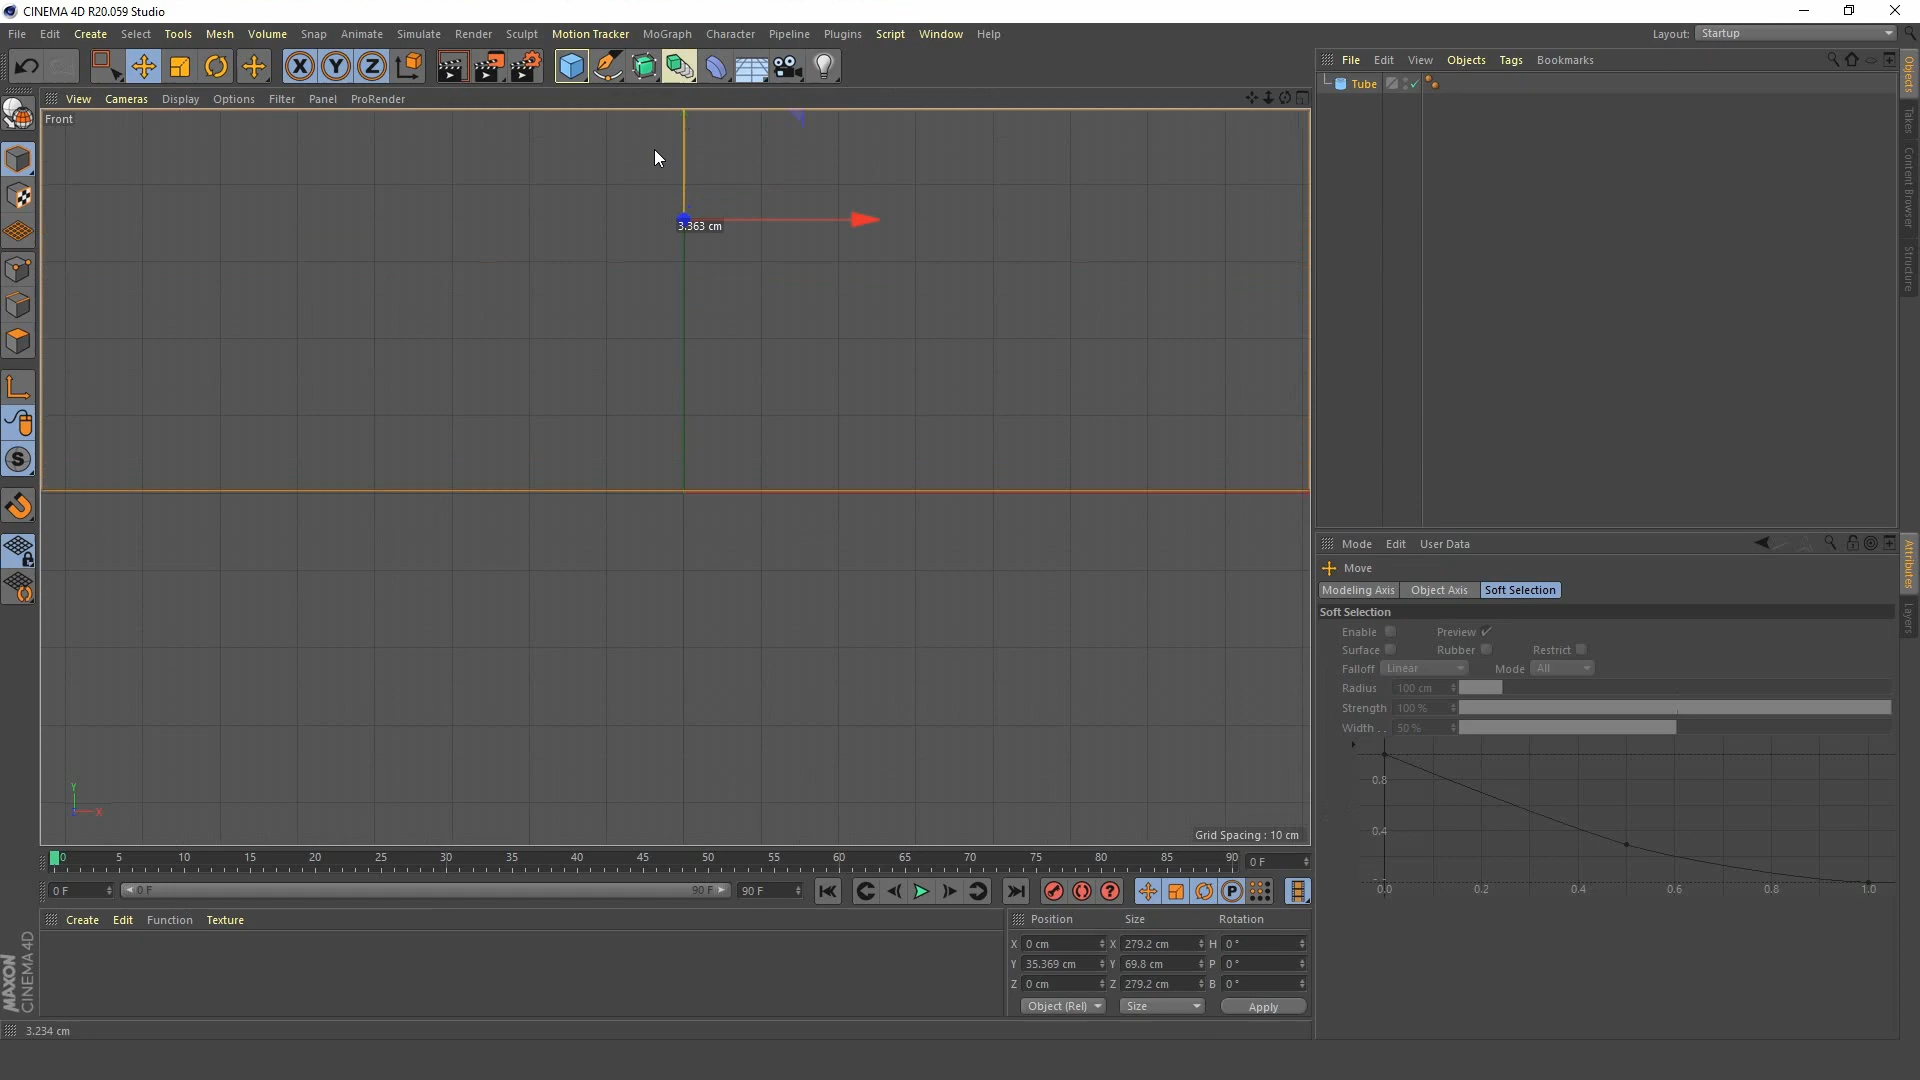 CINEMA 4D R20.059 Studio
File Edit Create Select Tools Mesh Volume Snap Animate Simulate Render Sculpt Motion Tracker MoGraph Character Pipeline Plugins Script Window Help Layout: Startup
File Edit View Objects Tags Bookmarks
Tube
View Cameras Display Options Filter Panel ProRender
Front
3.363 cm
Y
X
Grid Spacing : 10 cm
Objects
Takes
Content Browser
Structure
Mode Edit User Data
Move
Modeling Axis Object Axis Soft Selection
Soft Selection
Enable Preview
Surface Rubber Restrict
Falloff Linear Mode All
Radius 100 cm
Strength 100 %
Width . . 50 %
0.8
0.4
0.0 0.2 0.4 0.6 0.8 1.0
Attributes
Layers
0 5 10 15 20 25 30 35 40 45 50 55 60 65 70 75 80 85 90 0 F
0 F 0 F 90 F 90 F
Create Edit Function Texture
Position Size Rotation
X 0 cm X 279.2 cm H 0 °
Y 35.369 cm Y 69.8 cm P 0 °
Z 0 cm Z 279.2 cm B 0 °
Object (Rel) Size Apply
MAXON
CINEMA 4D
3.234 cm